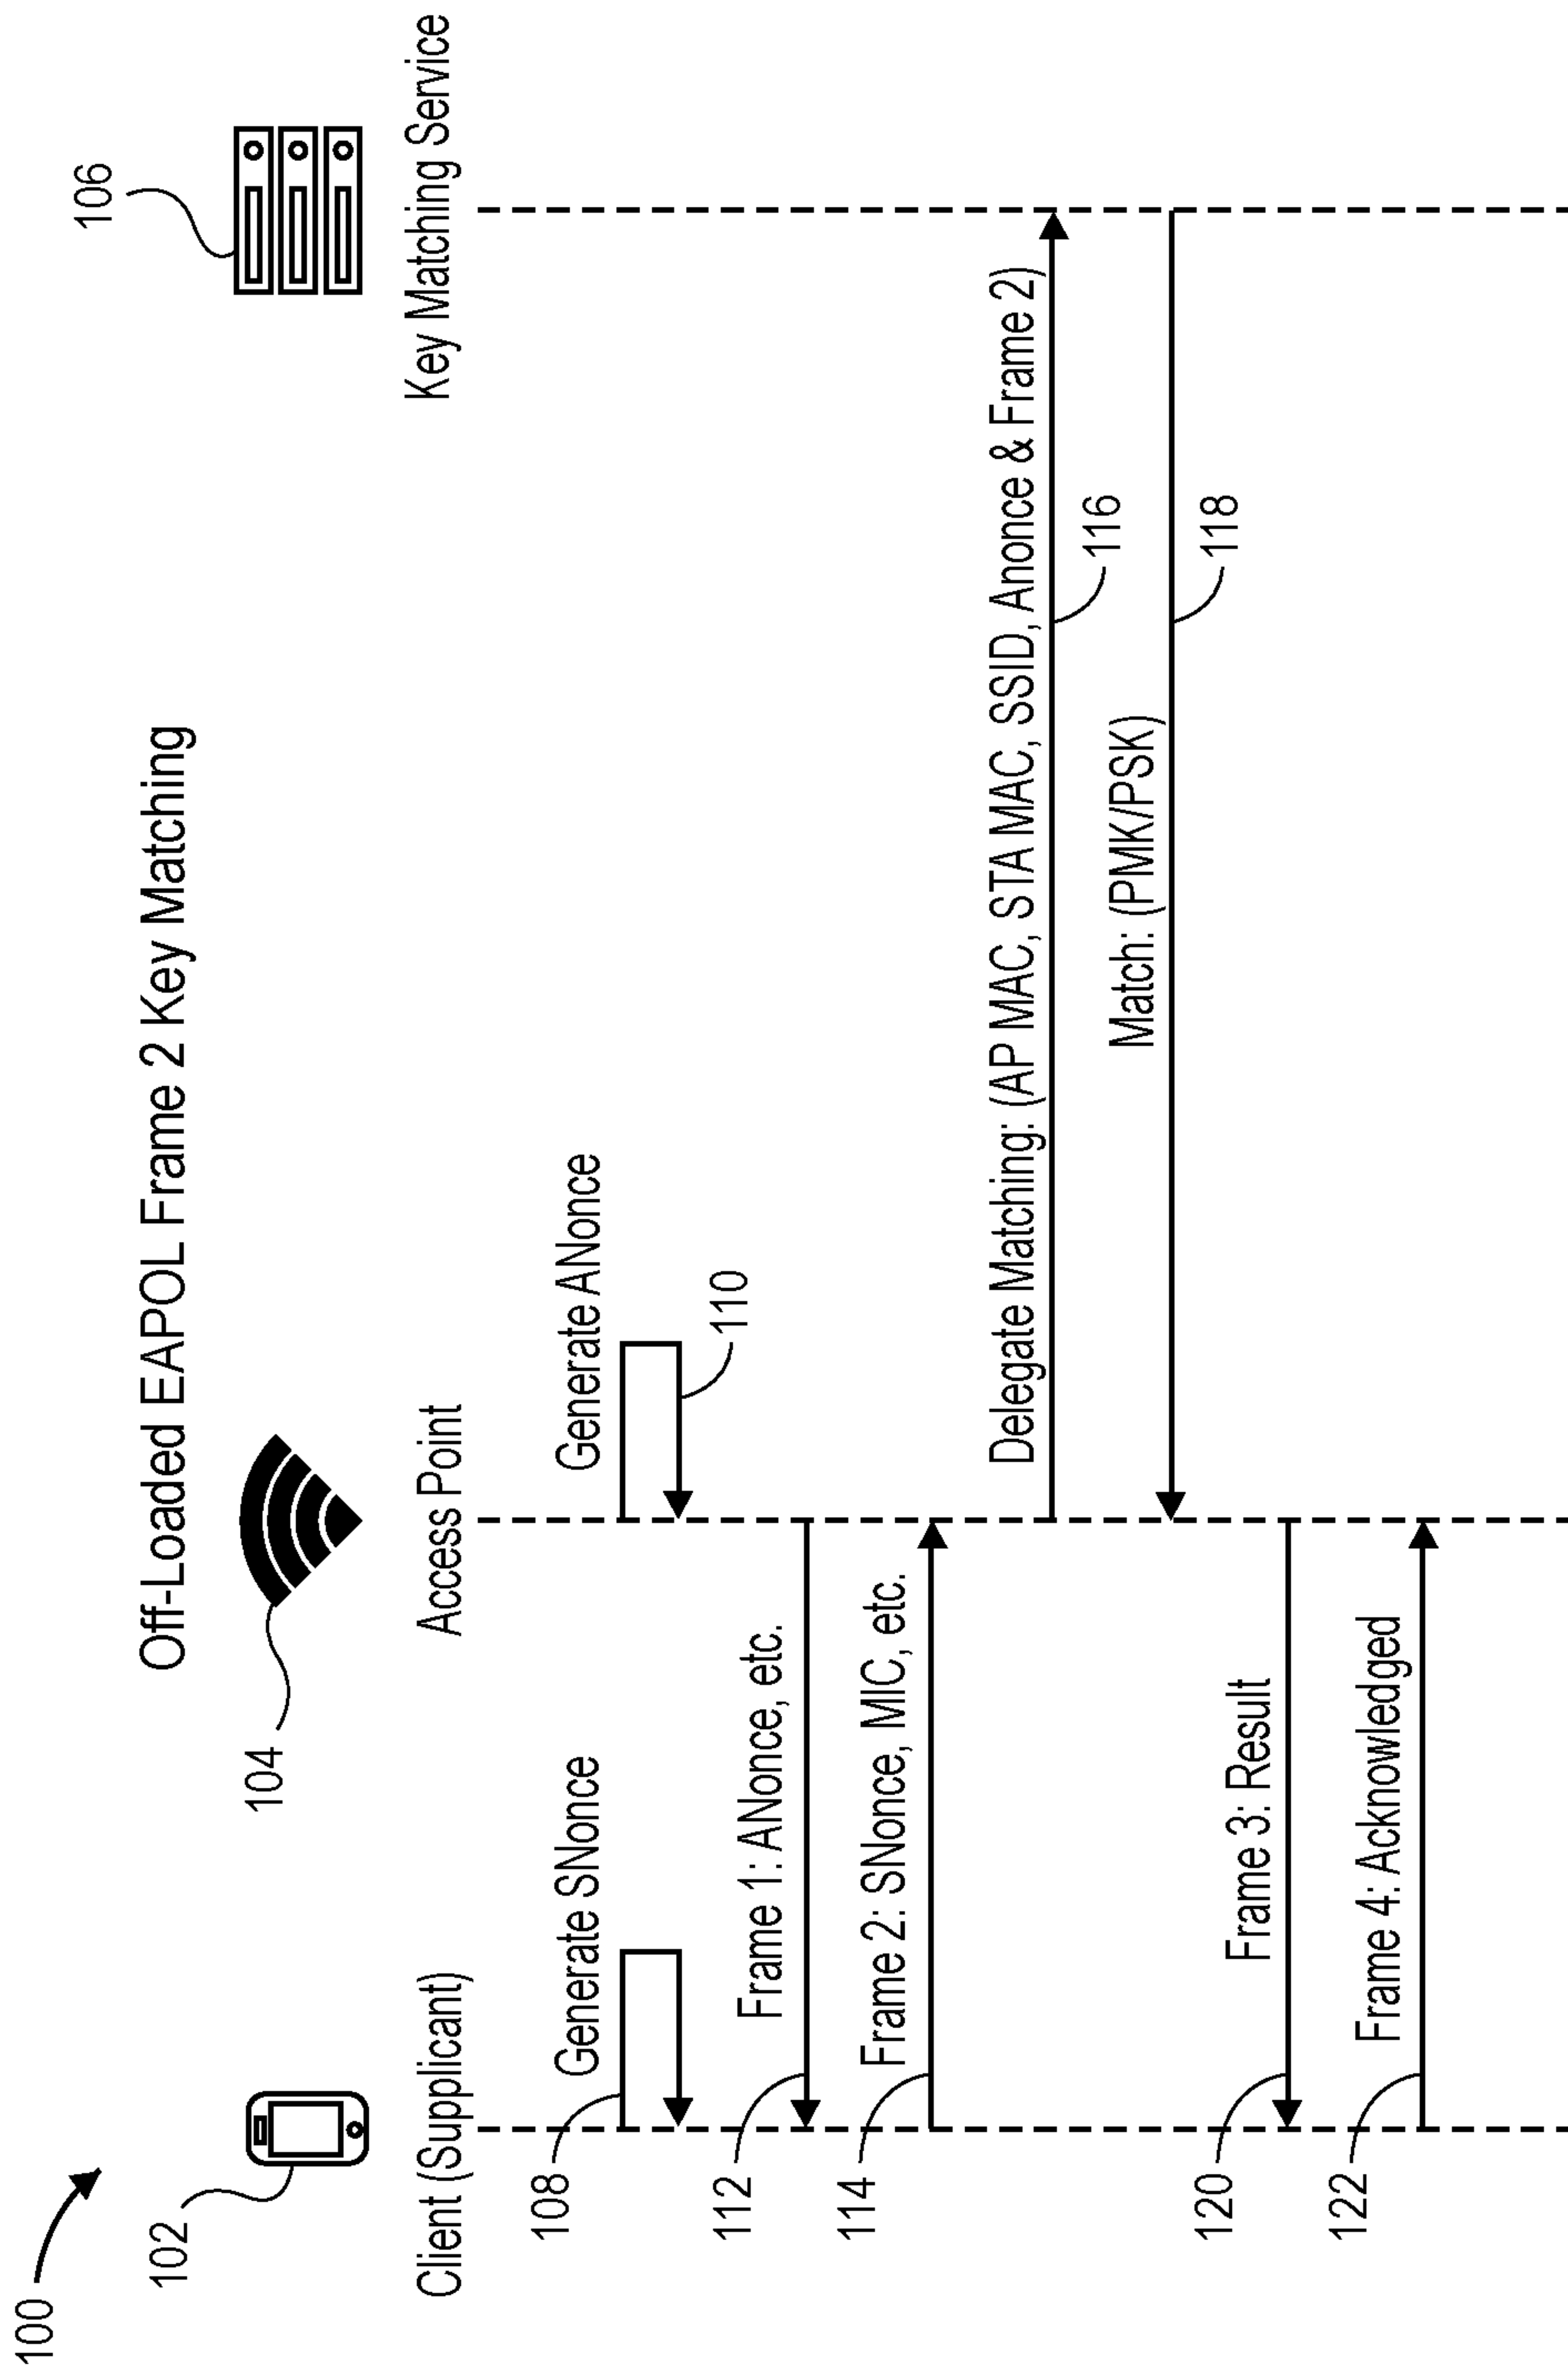 100
Off-Loaded EAPOL Frame 2 Key Matching
102
104
106
Client (Supplicant)
Access Point
Key Matching Service
108
Generate SNonce
Generate ANonce
110
112
Frame 1: ANonce, etc.
114
Frame 2: SNonce, MIC, etc.
Delegate Matching: (AP MAC, STA MAC, SSID, Anonce & Frame 2)
116
Match: (PMK/PSK)
118
120
Frame 3: Result
122
Frame 4: Acknowledged